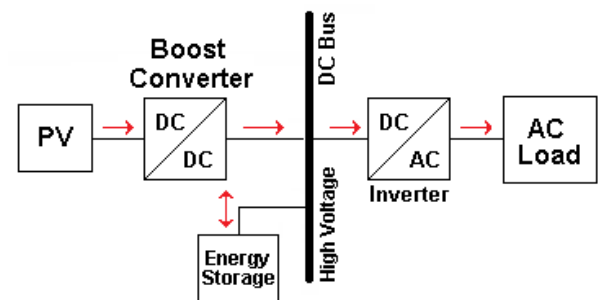 Boost
Converter
PV
DC
DC
DC Bus
High Voltage
DC
AC
Inverter
AC
Load
Energy
Storage